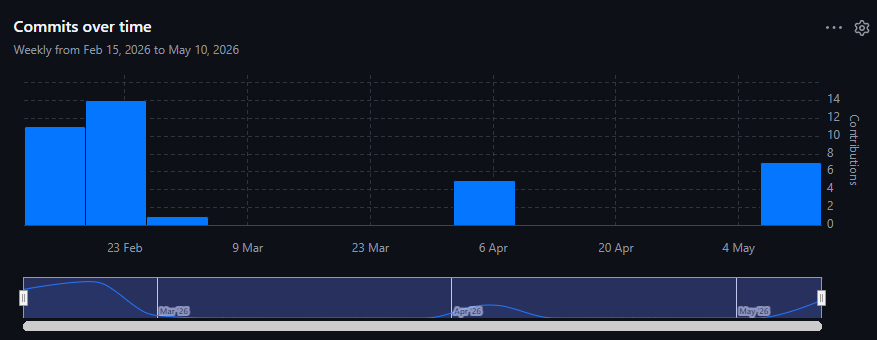 Commits over time
Weekly from Feb 15, 2026 to May 10, 2026
14
12
10
8
6
4
2
0
Contributions
23 Feb
9 Mar
23 Mar
6 Apr
20 Apr
4 May
Mar '26
Apr '26
May '26